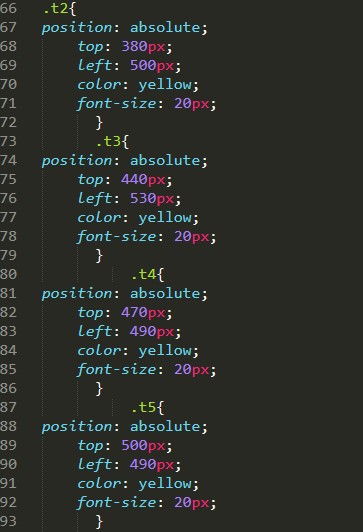 66 .t2{
67 position: absolute;
68 top: 380px;
69 left: 500px;
70 color: yellow;
71 font-size: 20px;
72 }
73 .t3{
74 position: absolute;
75 top: 440px;
76 left: 530px;
77 color: yellow;
78 font-size: 20px;
79 }
80 .t4{
81 position: absolute;
82 top: 470px;
83 left: 490px;
84 color: yellow;
85 font-size: 20px;
86 }
87 .t5{
88 position: absolute;
89 top: 500px;
90 left: 490px;
91 color: yellow;
92 font-size: 20px;
93 }